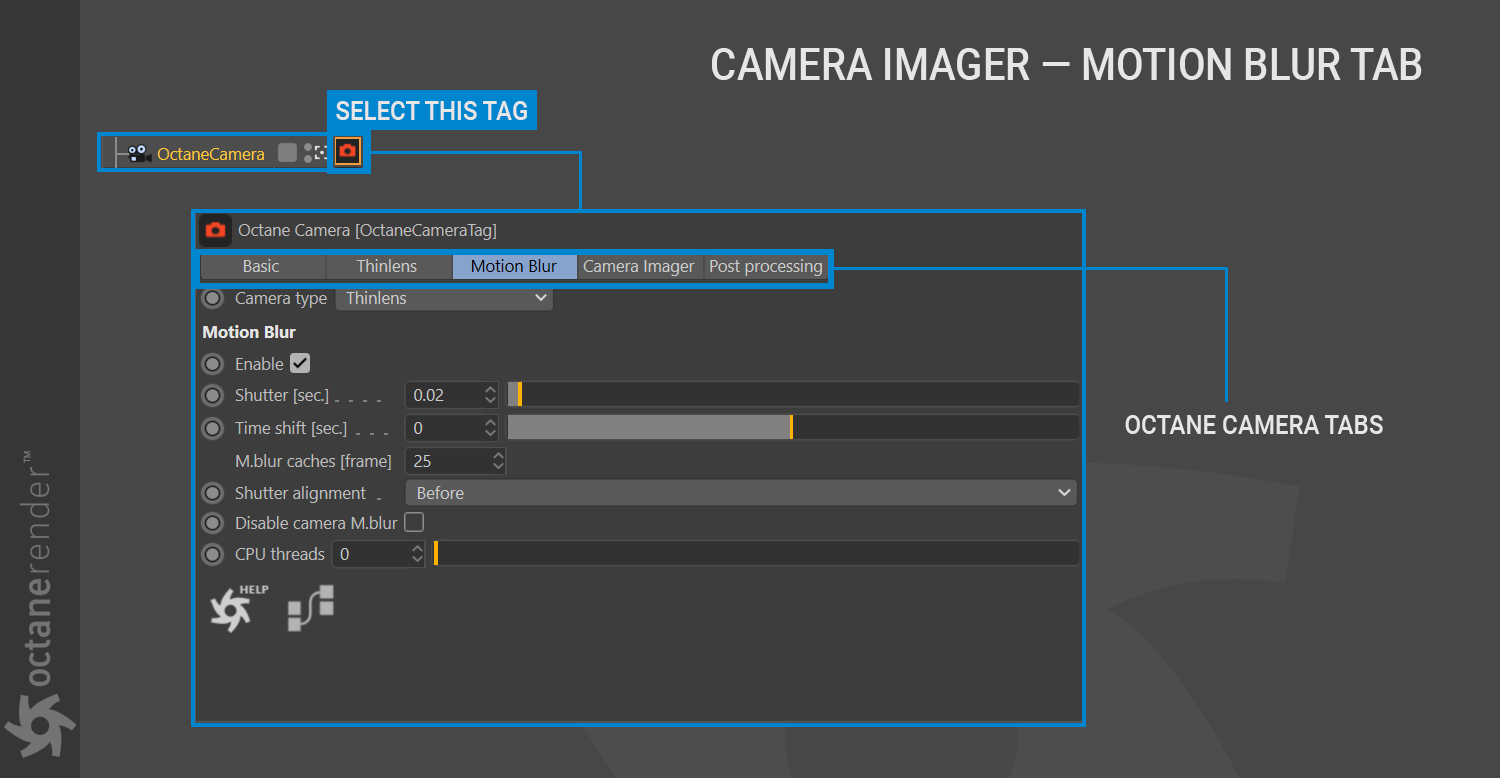 CAMERA IMAGER — MOTION BLUR TAB
SELECT THIS TAG
OctaneCamera
Octane Camera [OctaneCameraTag]
Basic Thinlens Motion Blur Camera Imager Post processing
Camera type Thinlens
Motion Blur
Enable
Shutter [sec.] . . . . 0.02
Time shift [sec.] . . . 0
M.blur caches [frame] 25
Shutter alignment . Before
Disable camera M.blur
CPU threads 0
HELP
OCTANE CAMERA TABS
octanerender™